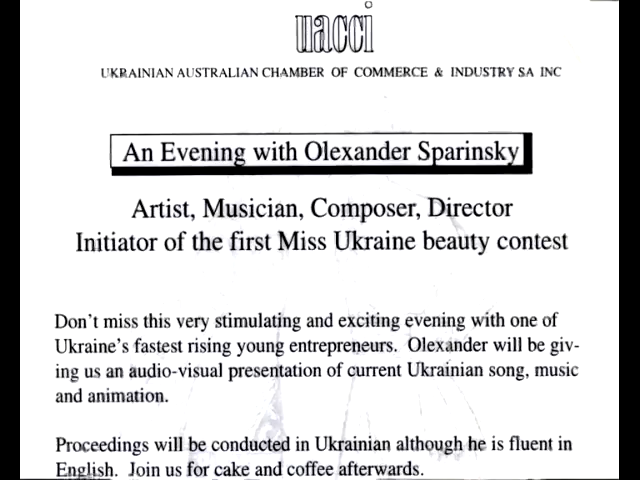 uacci
UKRAINIAN AUSTRALIAN CHAMBER OF COMMERCE & INDUSTRY SA INC
An Evening with Olexander Sparinsky
Artist, Musician, Composer, Director
Initiator of the first Miss Ukraine beauty contest
Don't miss this very stimulating and exciting evening with one of
Ukraine's fastest rising young entrepreneurs. Olexander will be giv-
ing us an audio-visual presentation of current Ukrainian song, music
and animation.
Proceedings will be conducted in Ukrainian although he is fluent in
English. Join us for cake and coffee afterwards.